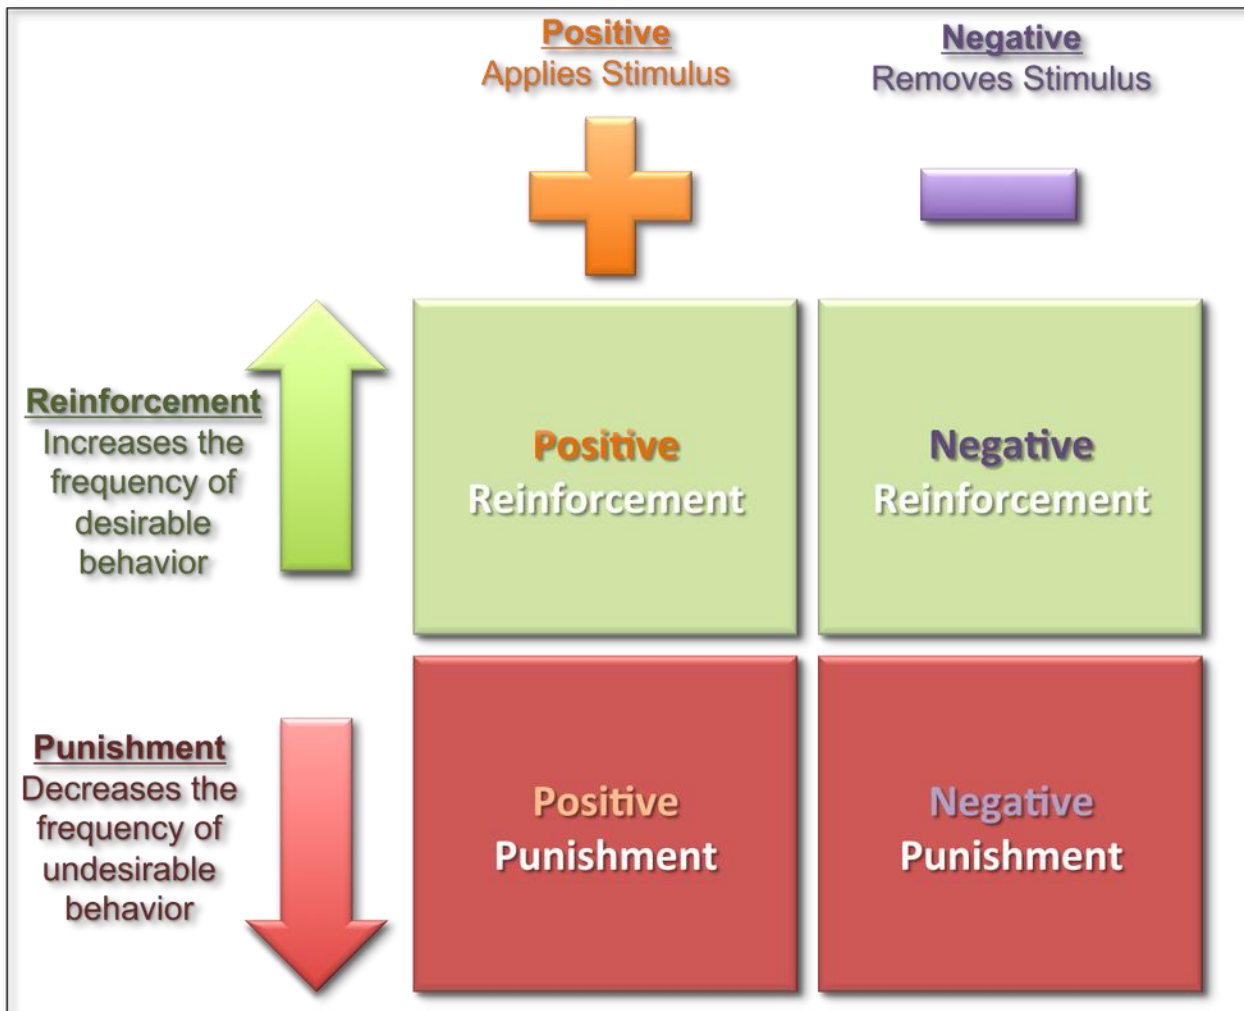 Positive
Applies Stimulus
Negative
Removes Stimulus
Reinforcement
Increases the
frequency of
desirable
behavior
Positive
Reinforcement
Negative
Reinforcement
Punishment
Decreases the
frequency of
undesirable
behavior
Positive
Punishment
Negative
Punishment